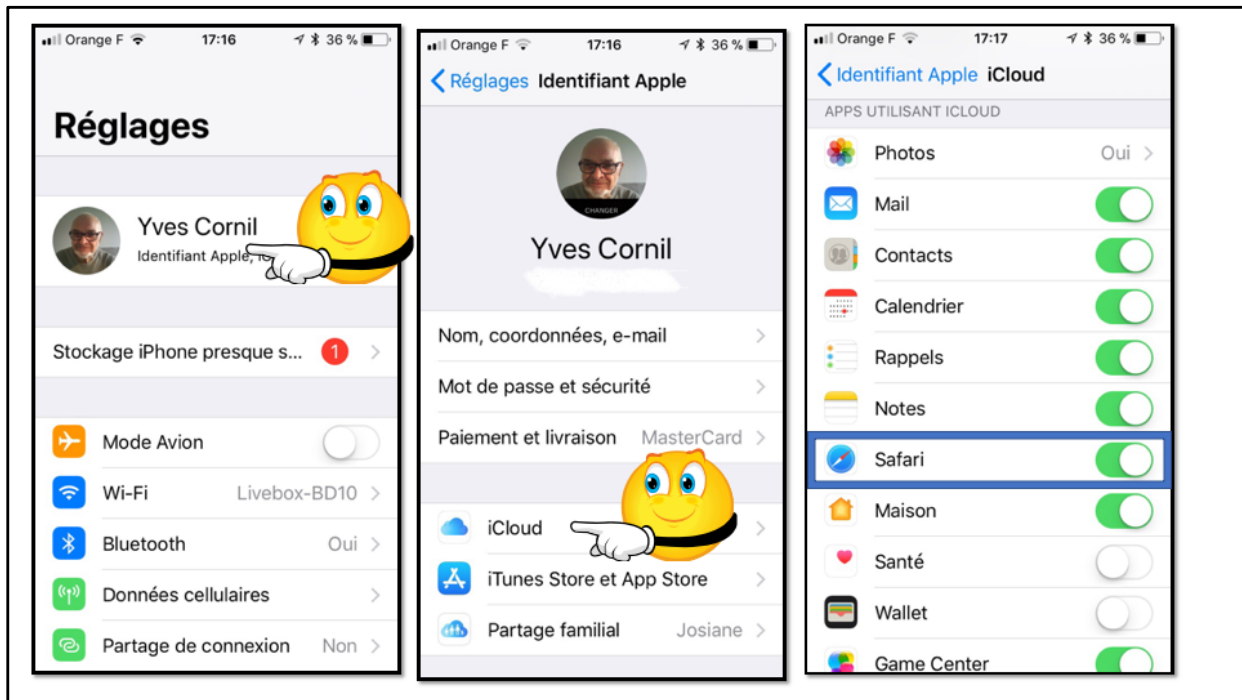 Orange F 17:16 36 %
Réglages
Yves Cornil
Identifiant Apple,
Stockage iPhone presque s... 1
Mode Avion
Wi-Fi Livebox-BD10
Bluetooth Oui
Données cellulaires
Partage de connexion Non
Orange F 17:16 36 %
Réglages Identifiant Apple
CHANGER
Yves Cornil
Nom, coordonnées, e-mail
Mot de passe et sécurité
Paiement et livraison MasterCard
iCloud
iTunes Store et App Store
Partage familial Josiane
Orange F 17:17 36 %
Identifiant Apple iCloud
APPS UTILISANT ICLOUD
Photos Oui
Mail
Contacts
Calendrier
Rappels
Notes
Safari
Maison
Santé
Wallet
Game Center